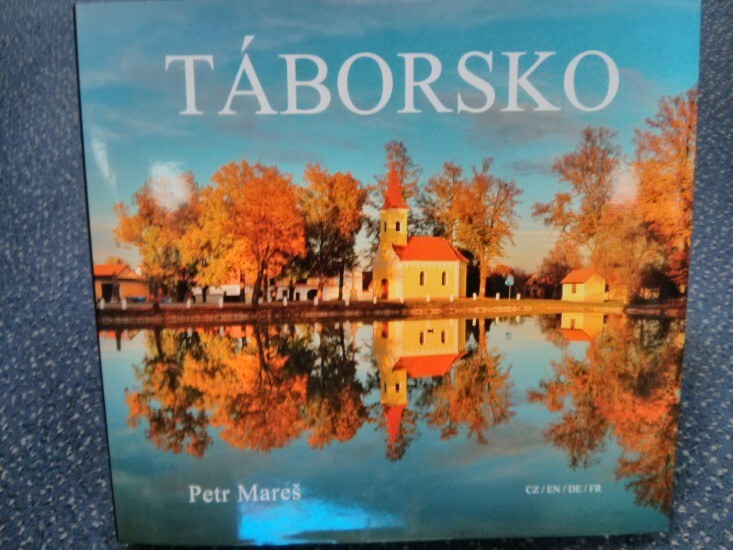 TÁBORSKO
Petr Mareš
CZ / EN / DE / FR